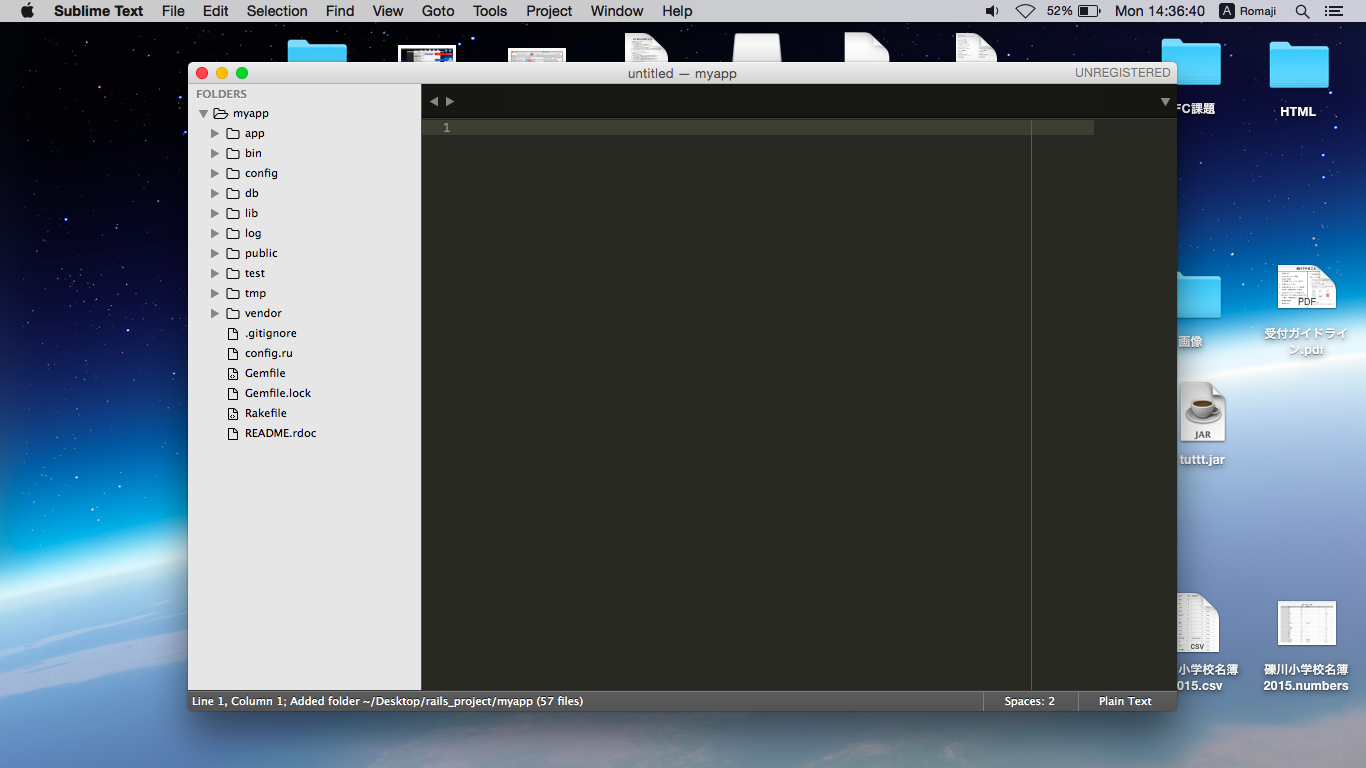 Sublime Text File Edit Selection Find View Goto Tools Project Window Help 52% Mon 14:36:40 A Romaji
untitled — myapp UNREGISTERED
FOLDERS
myapp
app
bin
config
db
lib
log
public
test
tmp
vendor
.gitignore
config.ru
Gemfile
Gemfile.lock
Rakefile
README.rdoc
1
Line 1, Column 1; Added folder ~/Desktop/rails_project/myapp (57 files) Spaces: 2 Plain Text
FC課題
HTML
PDF
画像
受付ガイドライ
ン.pdf
JAR
tuttt.jar
CSV
小学校名簿
015.csv
礫川小学校名簿
2015.numbers